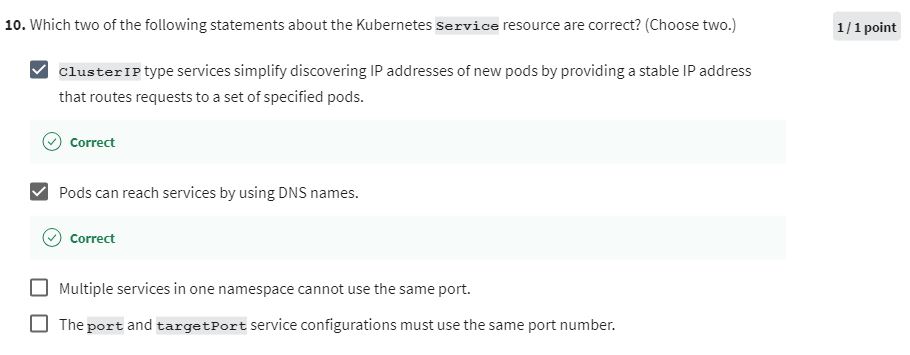 10. Which two of the following statements about the Kubernetes Service resource are correct? (Choose two.)
1 / 1 point
ClusterIP type services simplify discovering IP addresses of new pods by providing a stable IP address
that routes requests to a set of specified pods.
Correct
Pods can reach services by using DNS names.
Correct
Multiple services in one namespace cannot use the same port.
The port and targetPort service configurations must use the same port number.